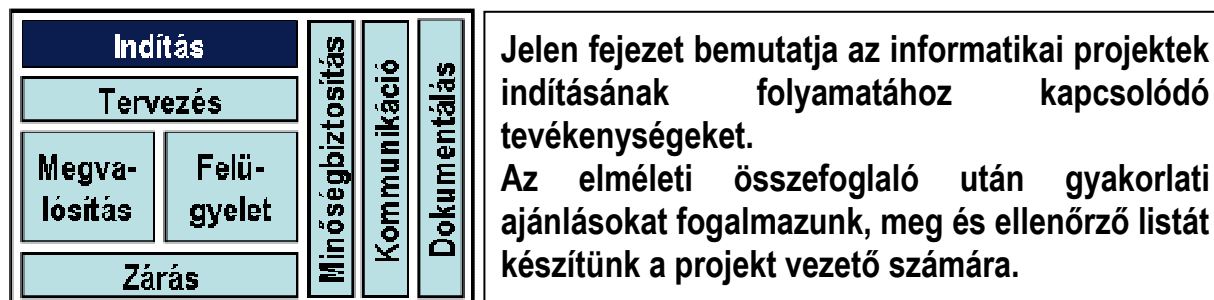 Indítás
Tervezés
Megva-
lósítás
Felü-
gyelet
Zárás
Minőségbiztosítás
Kommunikáció
Dokumentálás
Jelen fejezet bemutatja az informatikai projektek
indításának folyamatához kapcsolódó
tevékenységeket.
Az elméleti összefoglaló után gyakorlati
ajánlásokat fogalmazunk, meg és ellenőrző listát
készítünk a projekt vezető számára.